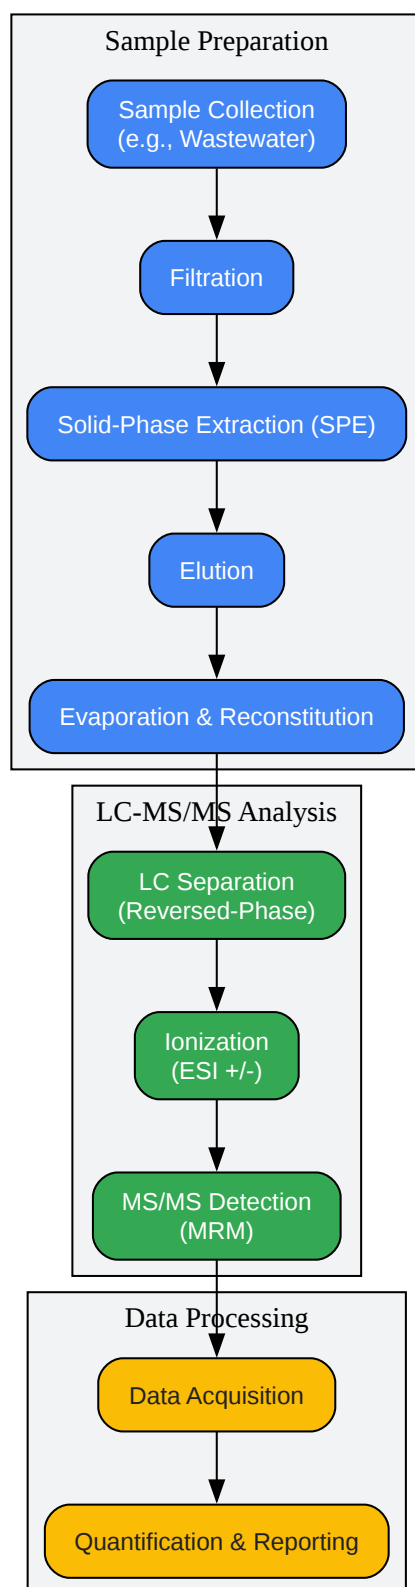 Sample Preparation
Sample Collection
(e.g., Wastewater)
Filtration
Solid-Phase Extraction (SPE)
Elution
Evaporation & Reconstitution
LC-MS/MS Analysis
LC Separation
(Reversed-Phase)
Ionization
(ESI +/-)
MS/MS Detection
(MRM)
Data Processing
Data Acquisition
Quantification & Reporting